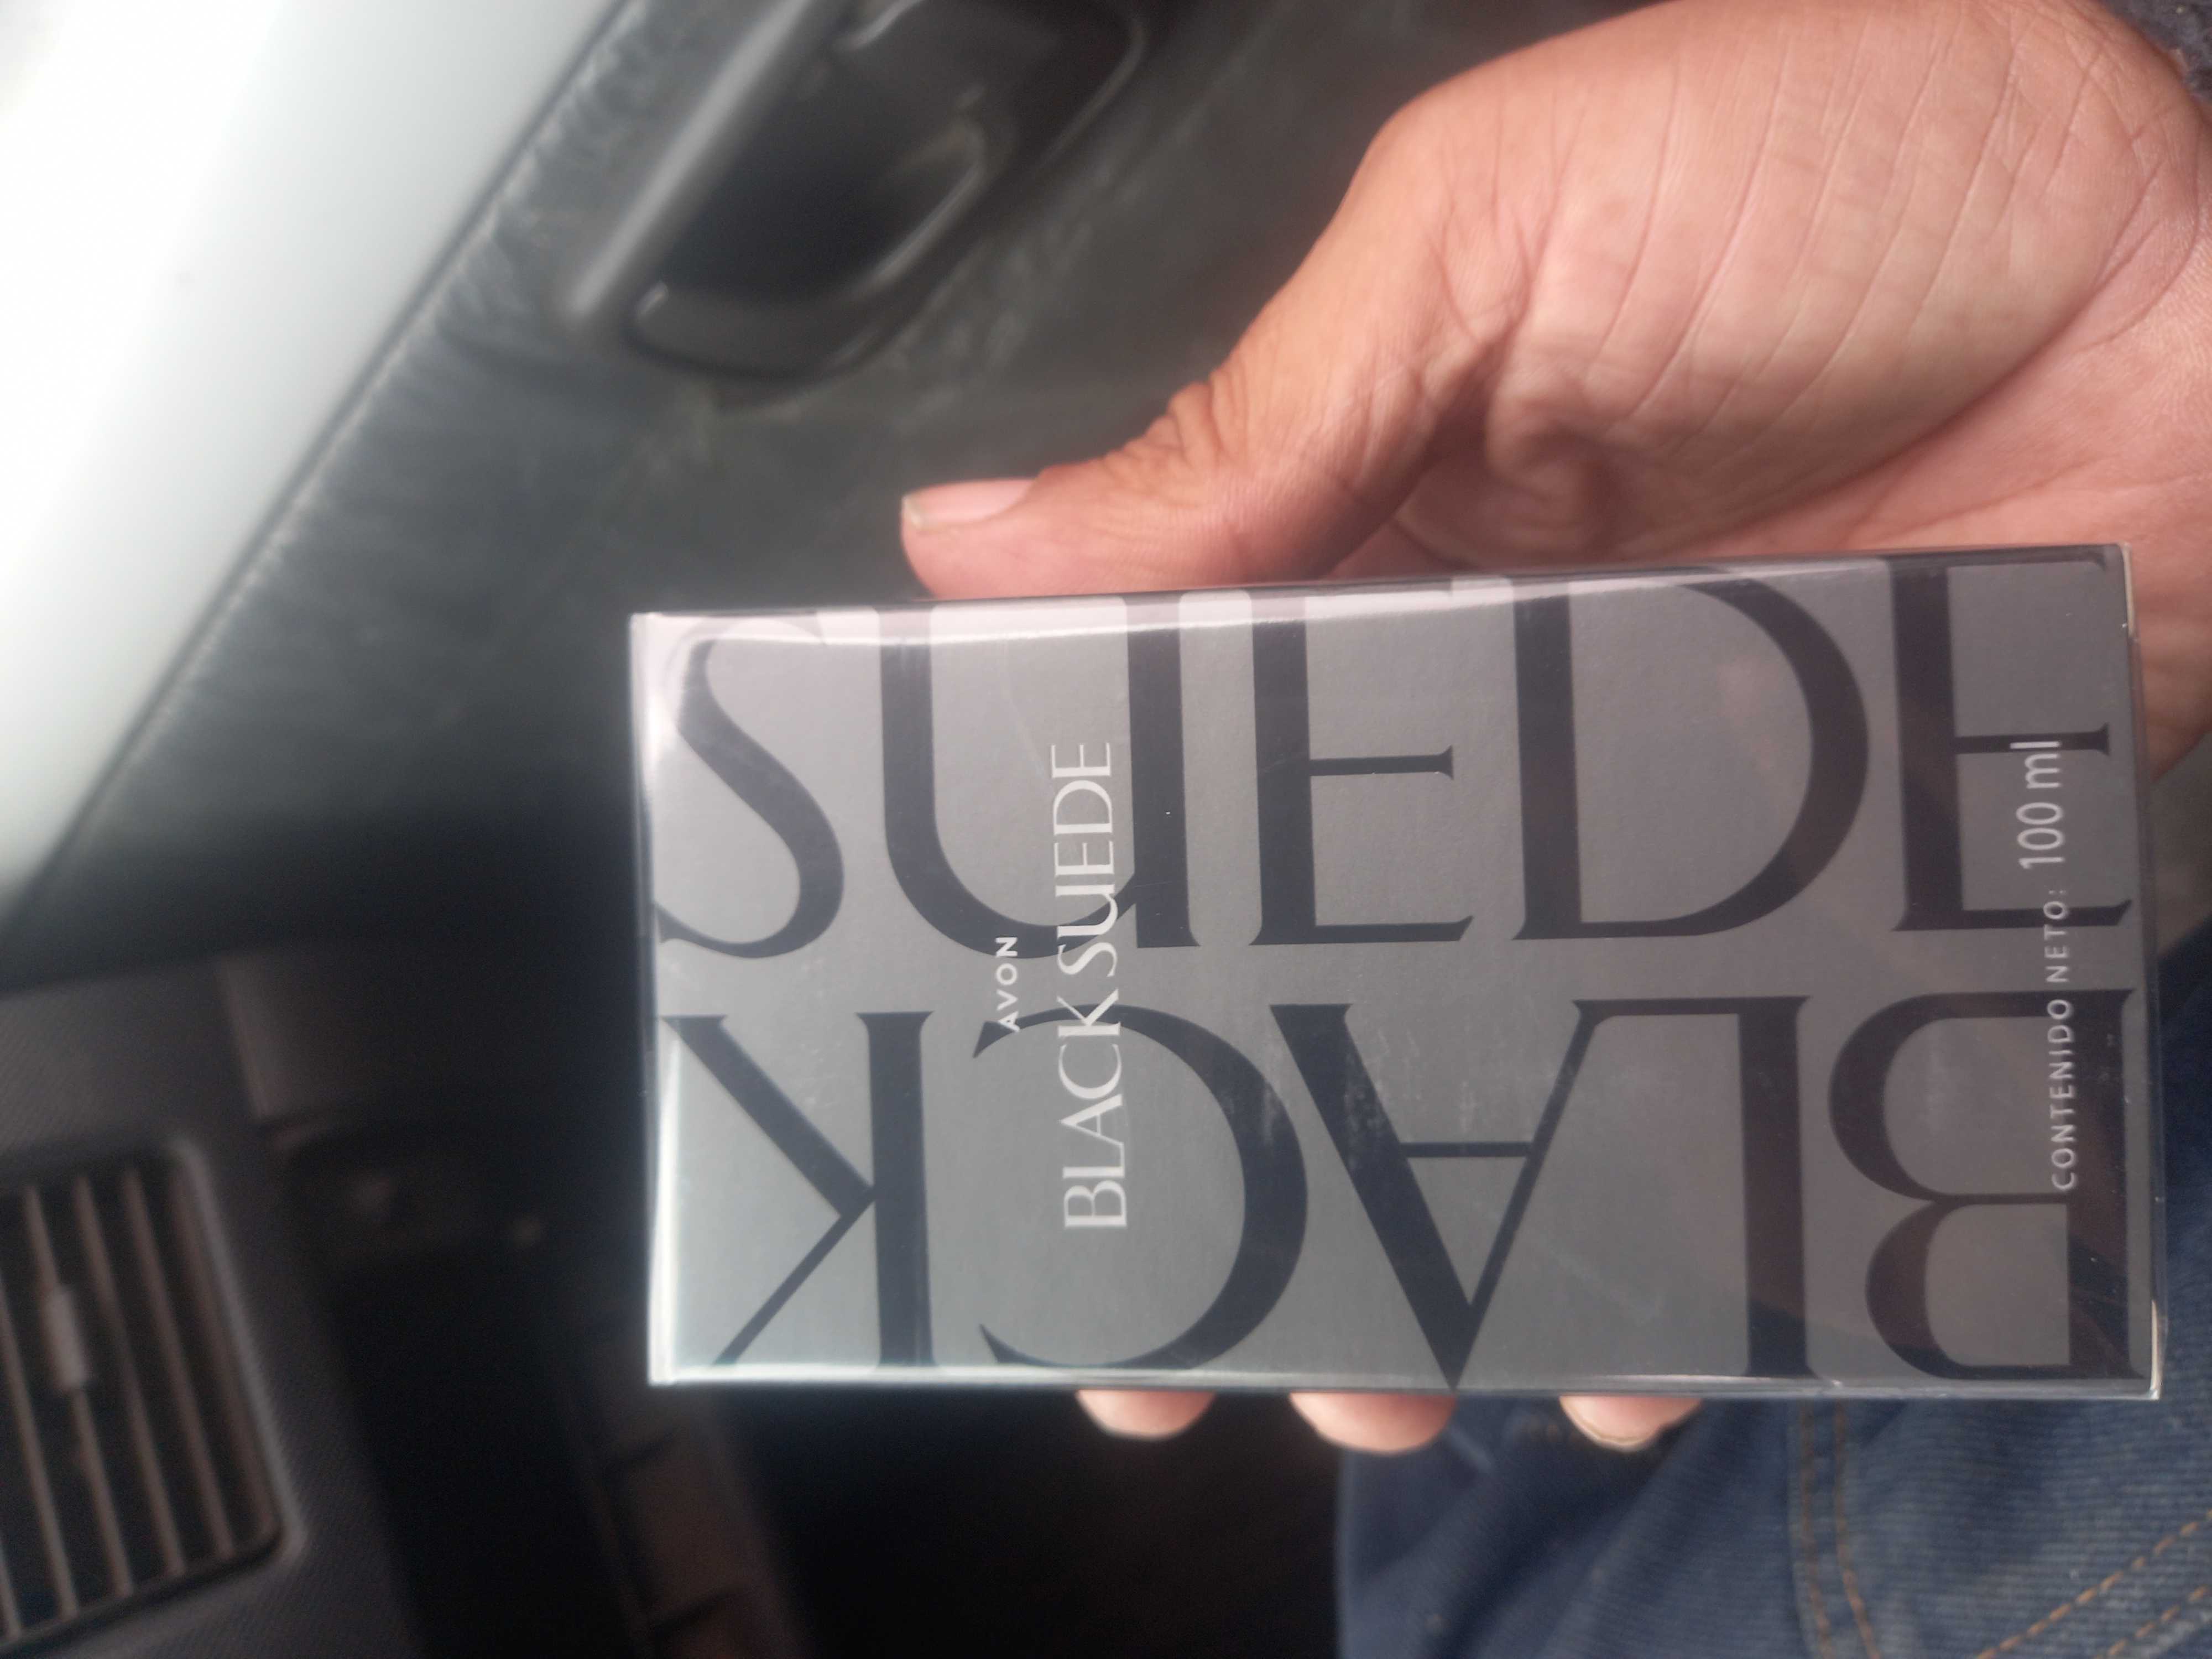 BLACK
SUEDE
AVON
BLACK SUEDE
CONTENIDO NETO: 100 ml